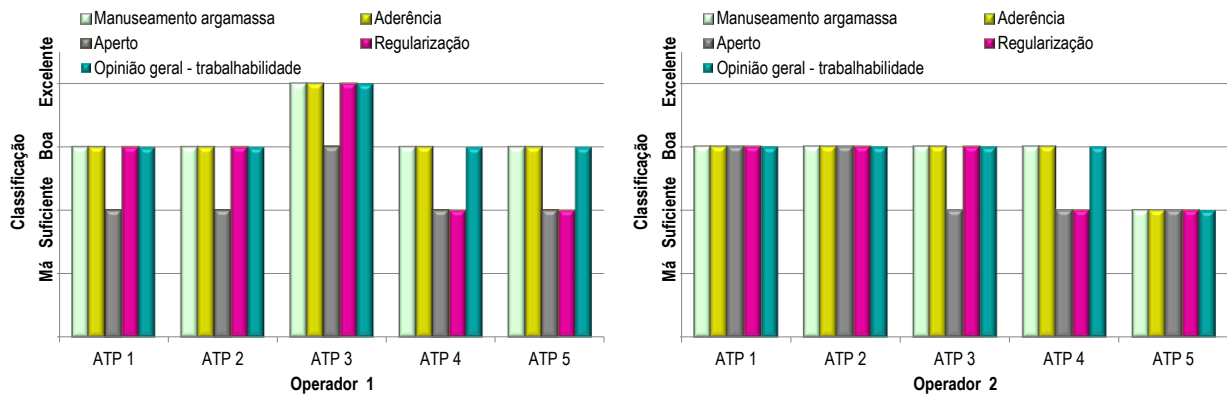 Manuseamento argamassa
Aderência
Aperto
Regularização
Opinião geral - trabalhabilidade
Classificação
Excelente
Boa
Suficiente
Má
ATP 1
ATP 2
ATP 3
ATP 4
ATP 5
Operador 1
Manuseamento argamassa
Aderência
Aperto
Regularização
Opinião geral - trabalhabilidade
Classificação
Excelente
Boa
Suficiente
Má
ATP 1
ATP 2
ATP 3
ATP 4
ATP 5
Operador 2